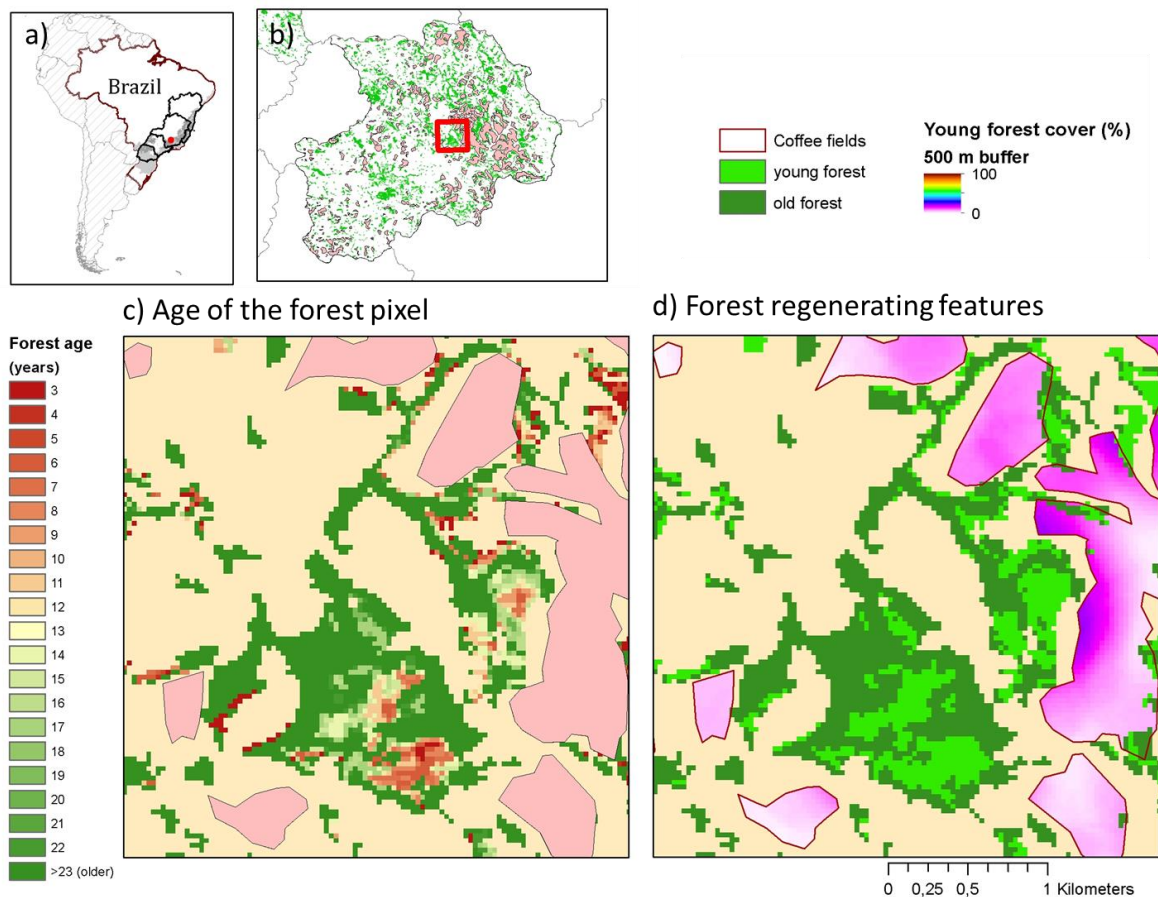 a)
Brazil
b)
Coffee fields
young forest
old forest
Young forest cover (%)
500 m buffer
100
0
c) Age of the forest pixel
d) Forest regenerating features
Forest age
(years)
3
4
5
6
7
8
9
10
11
12
13
14
15
16
17
18
19
20
21
22
>23 (older)
0 0,25 0,5 1 Kilometers